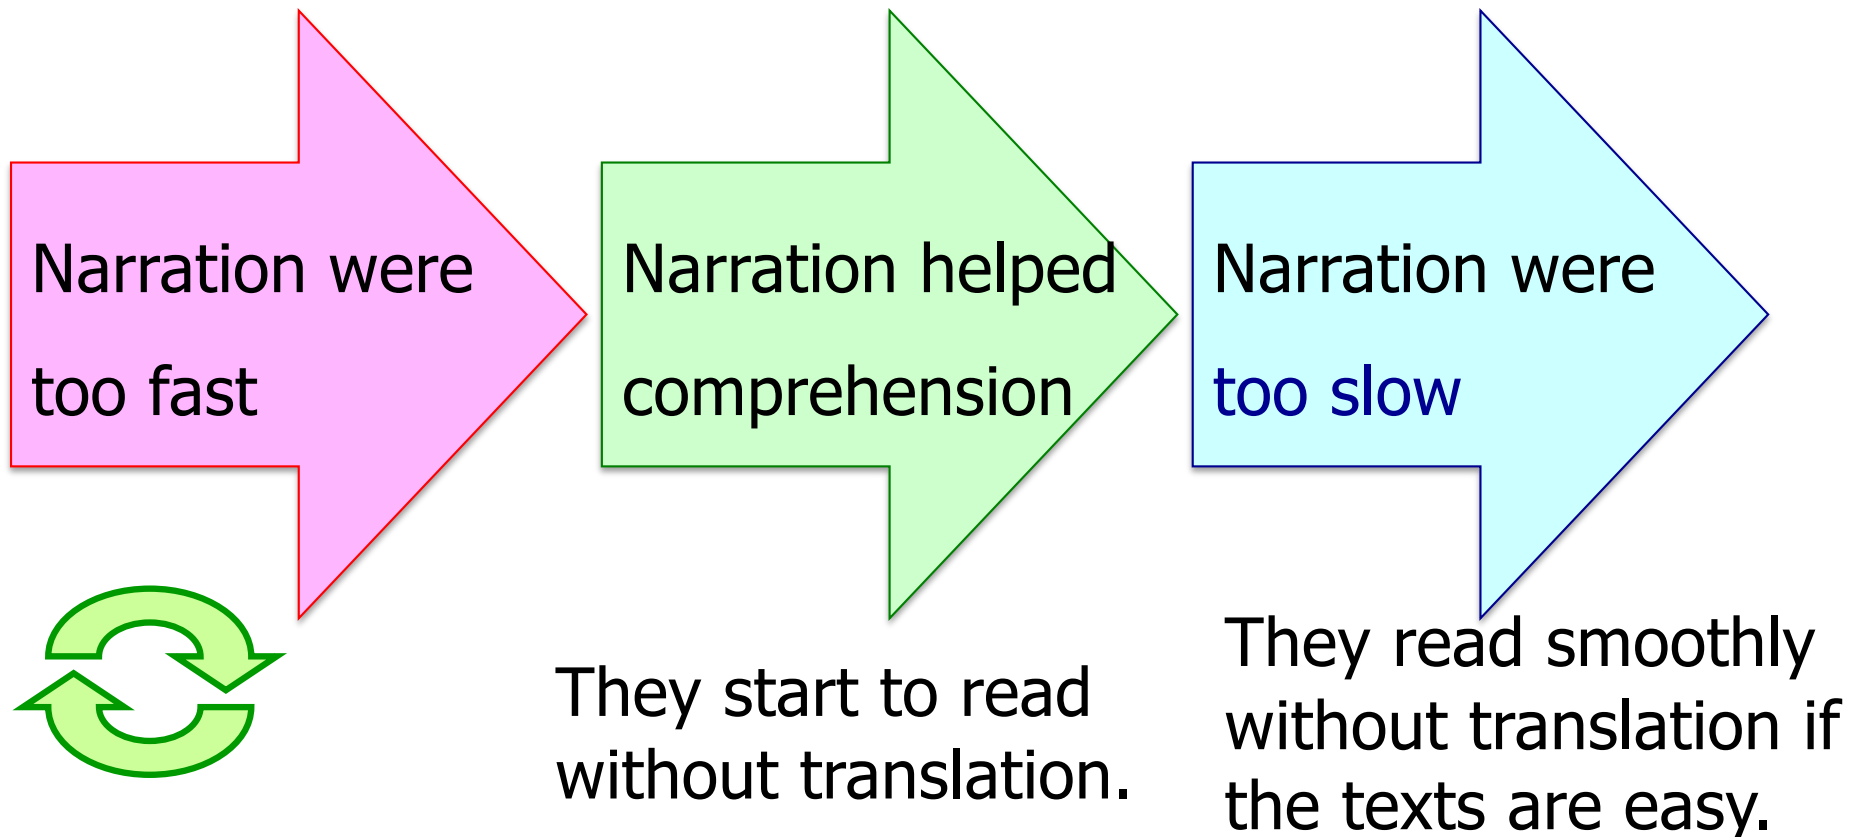 Narration were
too fast
Narration helped
comprehension
Narration were
too slow
They start to read
without translation.
They read smoothly
without translation if
the texts are easy.